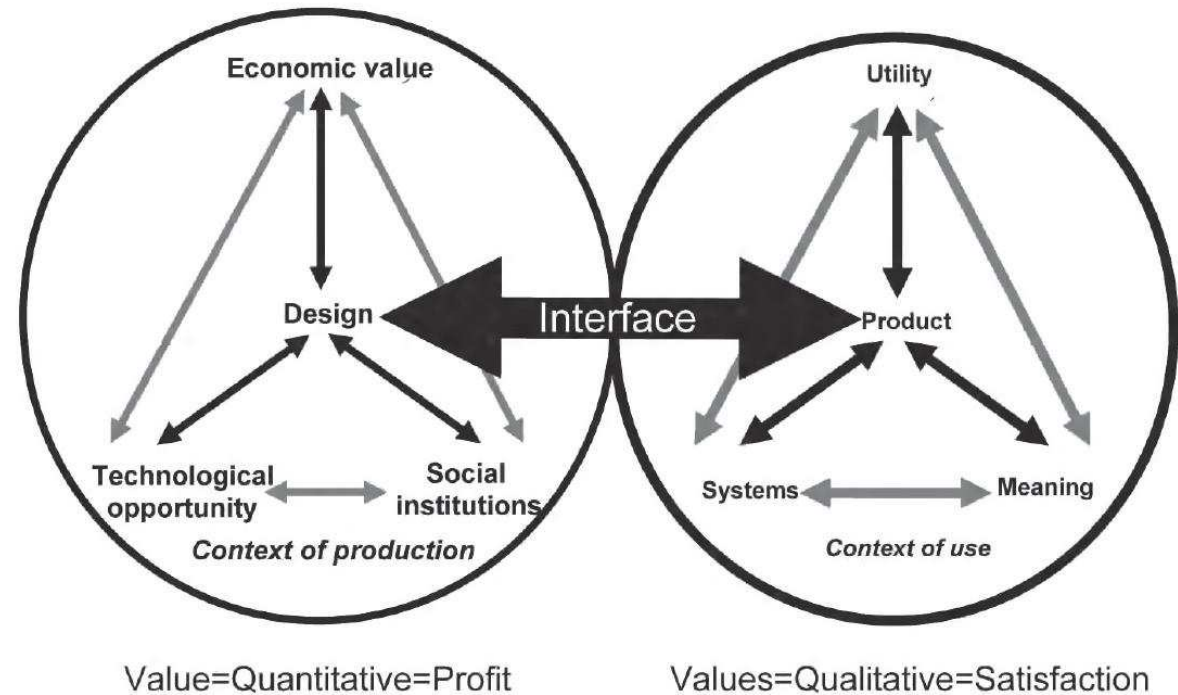 Economic value
Utility
Design
Interface
Product
Technological
opportunity
Social
institutions
Systems
Meaning
Context of production
Context of use
Value=Quantitative=Profit
Values=Qualitative=Satisfaction